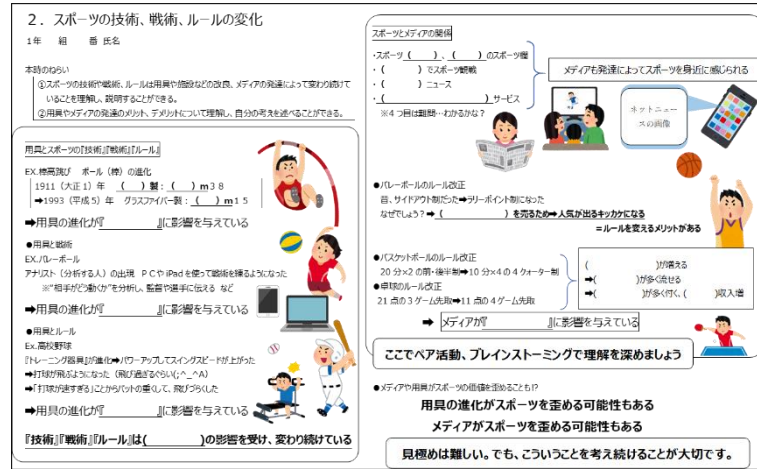 ２．スポーツの技術、戦術、ルールの変化
１年　組　　番 氏名
本時のねらい
①スポーツの技術や戦術、ルールは用具や施設などの改良、メディアの発達によって変わり続けて
いることを理解し、説明することができる。
②用具やメディアの発達のメリット、デメリットについて理解し、自分の考えを述べることができる。
用具とスポーツの『技術』『戦術』『ルール』
EX.棒高跳び　ポール（棒）の進化
1911（大正１）年　（　　）製：（　　）ｍ３８
➡1993（平成５）年　グラスファイバー製：（　　）ｍ１５
➡用具の進化が『　　　　』に影響を与えている
●用具と戦術
EX.バレーボール
アナリスト（分析する人）の出現　ＰＣや iPad を使って戦術を練るようになった
※“相手がどう動くか”を分析し、監督や選手に伝える など
➡用具の進化が『　　　　』に影響を与えている
●用具とルール
Ex.高校野球
『トレーニング器具』が進化➡パワーアップしてスイングスピードが上がった
➡打球が飛ぶようになった（飛び過ぎるぐらい(;^_^A）
➡「打球が速すぎる」ことからバットの重くして、飛びづらくした
➡用具の進化が『　　　　』に影響を与えている
『技術』『戦術』『ルール』は(　　　　)の影響を受け、変わり続けている
スポーツとメディアの関係
・スポーツ（　　）、（　　）のスポーツ欄
・（　　　）でスポーツ観戦
・（　　　）ニュース
・（　　　　　　　　）サービス
※４つ目は難問…わかるかな？
メディアも発達によってスポーツを身近に感じられる
ネットニュー
スの画像
●バレーボールのルール改正
昔、サイドアウト制だった➡ラリーポイント制になった
なぜでしょう？➡（　　　　　）を売るため➡人気が出るキッカケになる
＝ルールを変えるメリットがある
●バスケットボールのルール改正
20 分×2 の前・後半制➡10 分×4 の 4 クォーター制
●卓球のルール改正
21 点の３ゲーム先取➡11 点の４ゲーム先取
（　　　　　　）が増える
➡（　　　　）が多く流せる
➡（　　　　）が多く付く、（　　）収入増
➡　メディアが『　　　　』に影響を与えている
ここでペア活動、ブレインストーミングで理解を深めましょう
●メディアや用具がスポーツの価値を歪めることも!?
用具の進化がスポーツを歪める可能性もある
メディアがスポーツを歪める可能性もある
見極めは難しい。でも、こういうことを考え続けることが大切です。